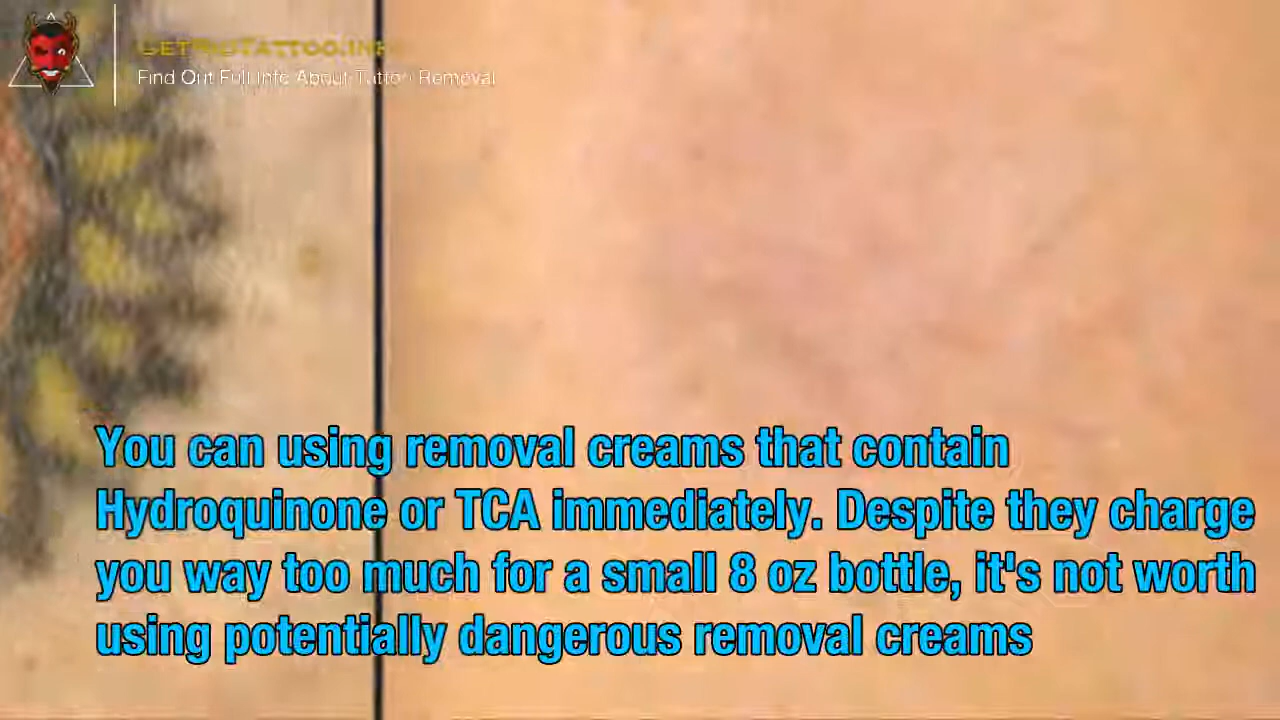 Find Out Full Info About Tattoo Removal
You can using removal creams that contain
Hydroquinone or TCA immediately. Despite they charge
you way too much for a small 8 oz bottle, it's not worth
using potentially dangerous removal creams